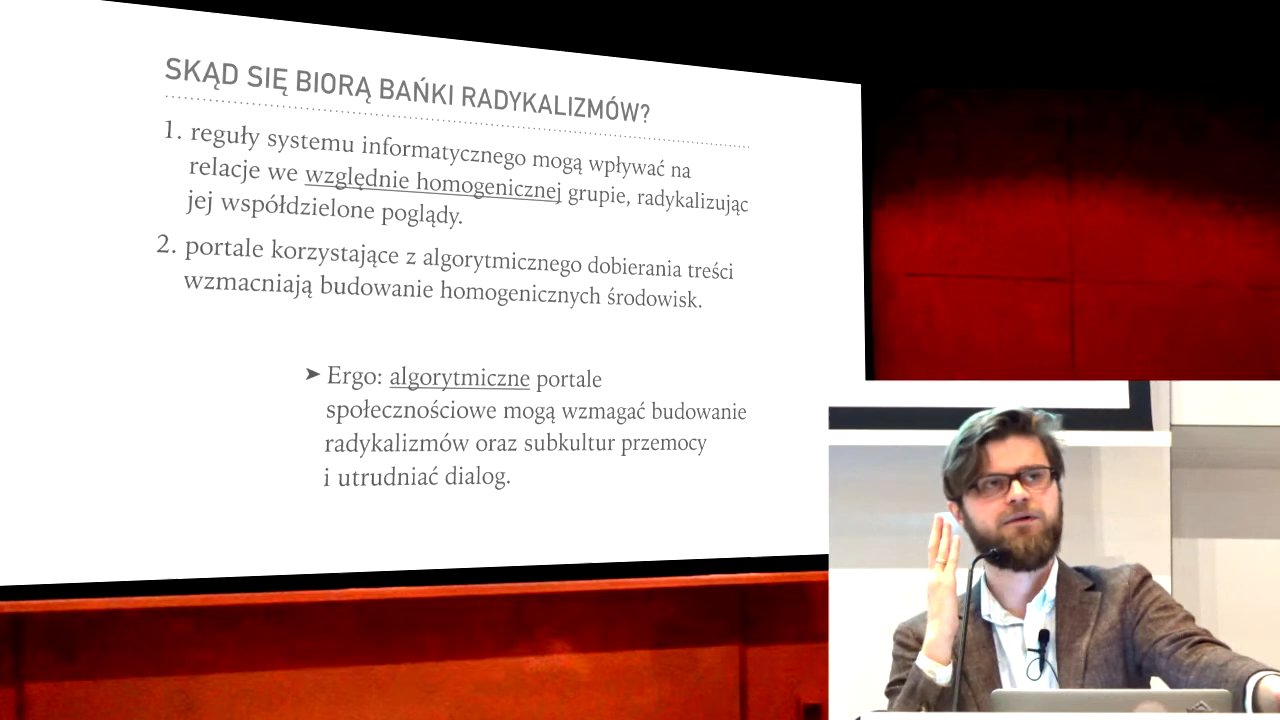 SKĄD SIĘ BIORĄ BAŃKI RADYKALIZMÓW?
1. reguły systemu informatycznego mogą wpływać na
relacje we względnie homogenicznej grupie, radykalizując
jej współdzielone poglądy.
2. portale korzystające z algorytmicznego dobierania treści
wzmacniają budowanie homogenicznych środowisk.
➤ Ergo: algorytmiczne portale
społecznościowe mogą wzmagać budowanie
radykalizmów oraz subkultur przemocy
i utrudniać dialog.